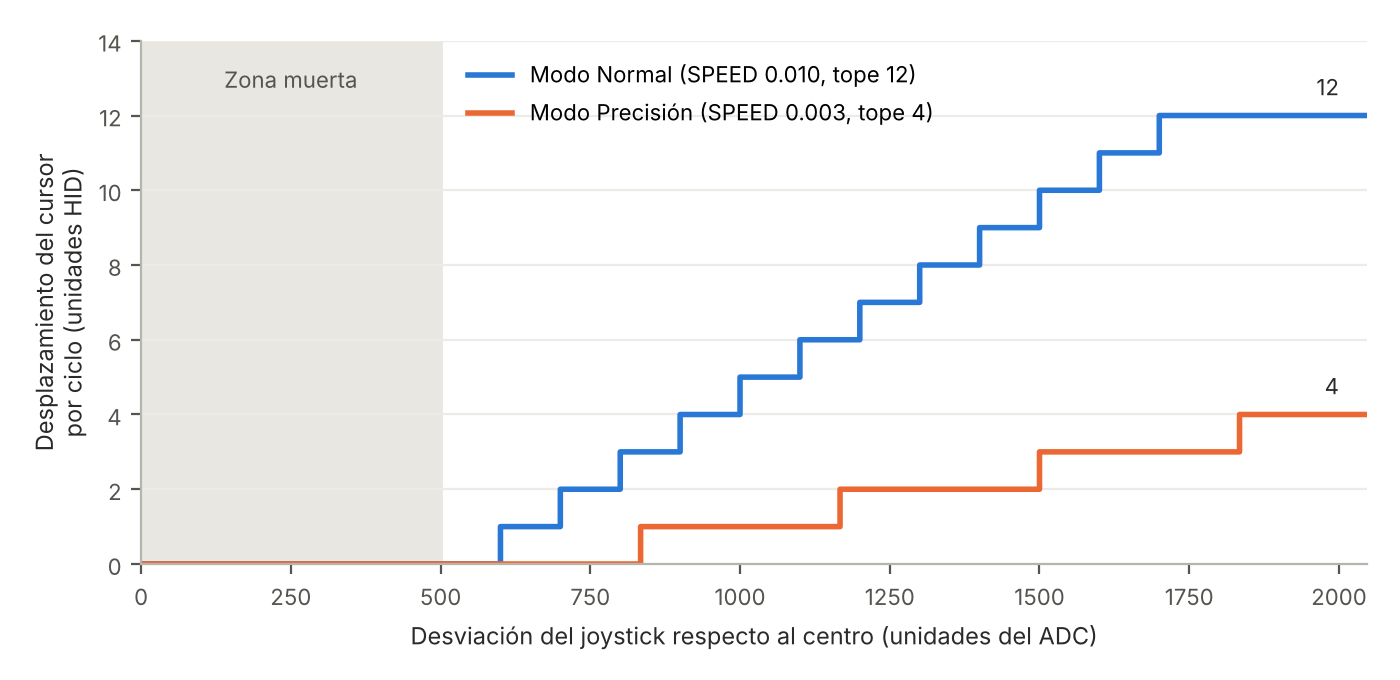 Zona muerta
Modo Normal (SPEED 0.010, tope 12)
Modo Precisión (SPEED 0.003, tope 4)
12
4
14
12
10
8
6
4
2
0
Desplazamiento del cursor
por ciclo (unidades HID)
0 250 500 750 1000 1250 1500 1750 2000
Desviación del joystick respecto al centro (unidades del ADC)